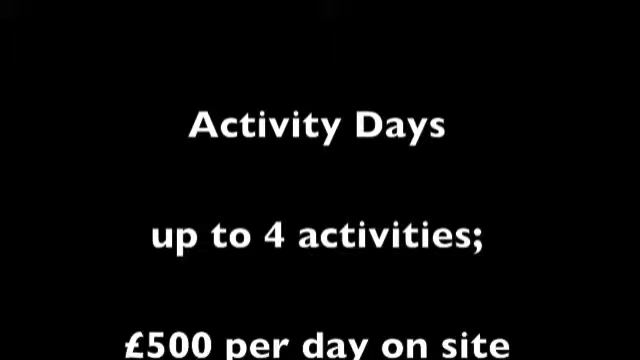 Activity Days
up to 4 activities;
£500 per day on site